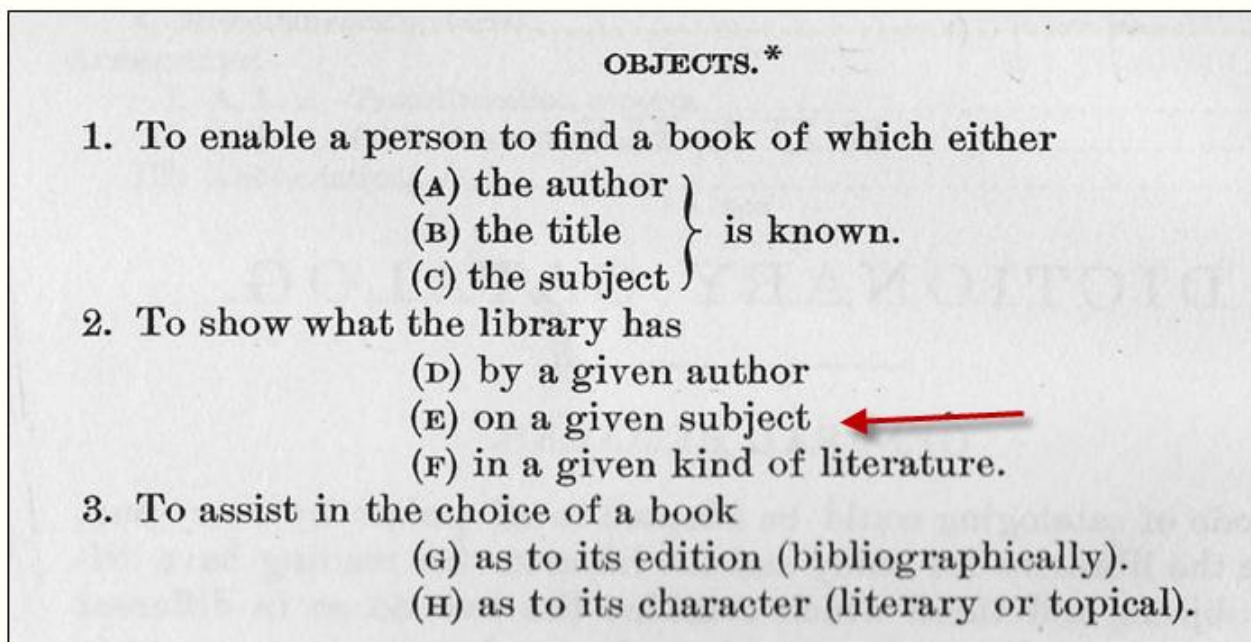 OBJECTS.*
1. To enable a person to find a book of which either
(A) the author
(B) the title } is known.
(C) the subject
2. To show what the library has
(D) by a given author
(E) on a given subject
(F) in a given kind of literature.
3. To assist in the choice of a book
(G) as to its edition (bibliographically).
(H) as to its character (literary or topical).